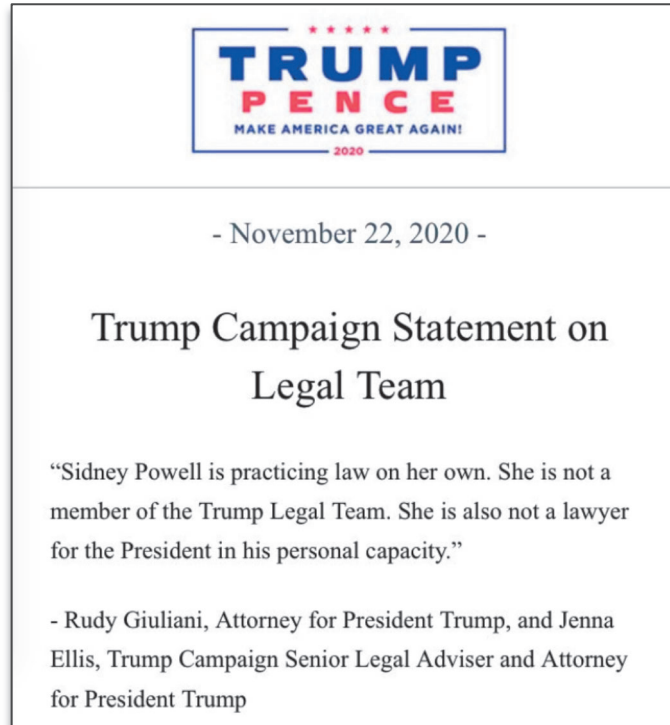 TRUMP
PENCE
MAKE AMERICA GREAT AGAIN!
2020
- November 22, 2020 -
Trump Campaign Statement on
Legal Team
“Sidney Powell is practicing law on her own. She is not a
member of the Trump Legal Team. She is also not a lawyer
for the President in his personal capacity.”
- Rudy Giuliani, Attorney for President Trump, and Jenna
Ellis, Trump Campaign Senior Legal Adviser and Attorney
for President Trump